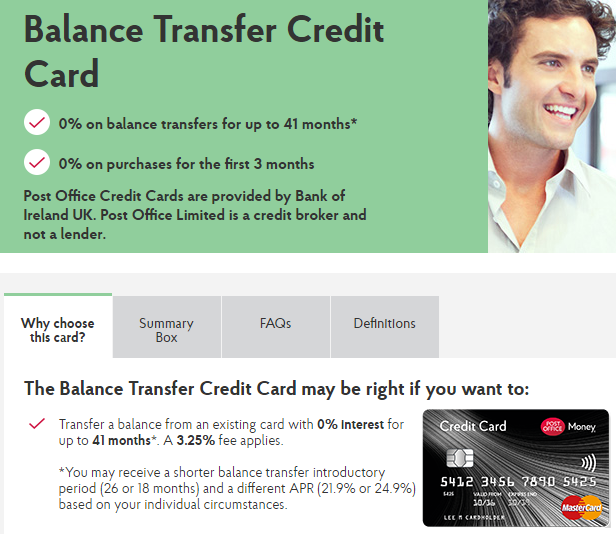 Balance Transfer Credit
Card
0% on balance transfers for up to 41 months*
0% on purchases for the first 3 months
Post Office Credit Cards are provided by Bank of
Ireland UK. Post Office Limited is a credit broker and
not a lender.
Why choose
this card?
Summary
Box
FAQs
Definitions
The Balance Transfer Credit Card may be right if you want to:
Transfer a balance from an existing card with 0% Interest for
up to 41 months*. A 3.25% fee applies.
*You may receive a shorter balance transfer introductory
period (26 or 18 months) and a different APR (21.9% or 24.9%)
based on your individual circumstances.
Credit Card
POST
OFFICE
Money
5412 3456 7890 5425
5425
VALID FROM
EXPIRES END
10/16
LEE M CARDHOLDER
MasterCard